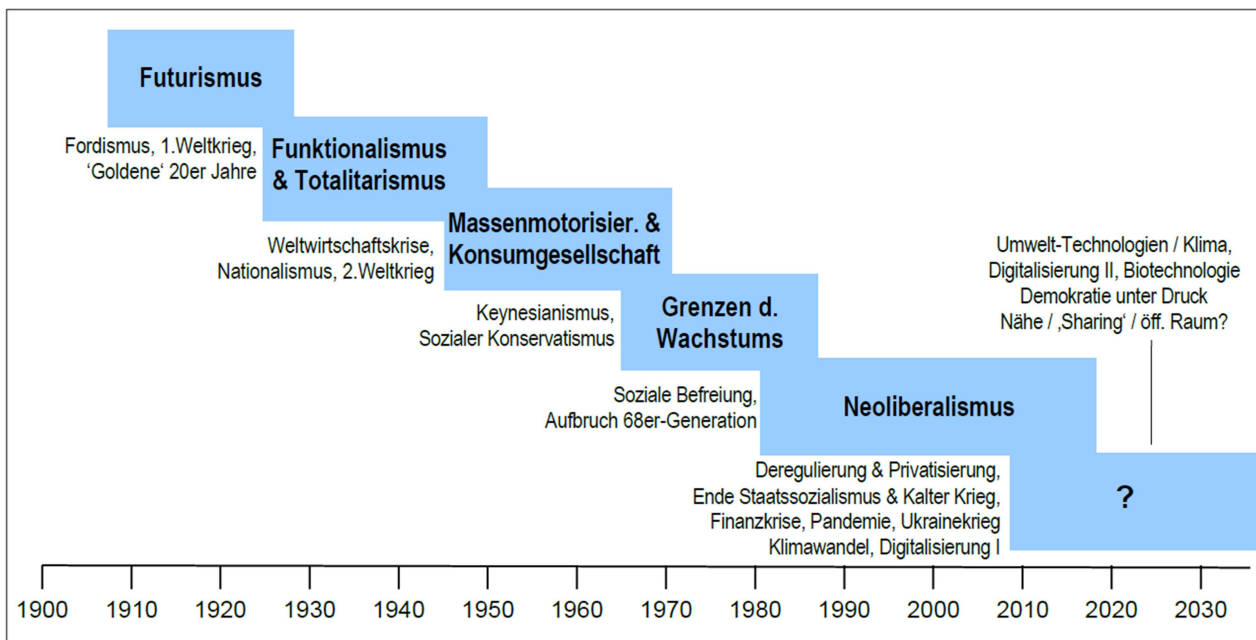 Futurismus
Fordismus, 1.Weltkrieg,
‘Goldene‘ 20er Jahre
Funktionalismus
& Totalitarismus
Weltwirtschaftskrise,
Nationalismus, 2.Weltkrieg
Massenmotorisier. &
Konsumgesellschaft
Keynesianismus,
Sozialer Konservatismus
Grenzen d.
Wachstums
Soziale Befreiung,
Aufbruch 68er-Generation
Neoliberalismus
Deregulierung & Privatisierung,
Ende Staatssozialismus & Kalter Krieg,
Finanzkrise, Pandemie, Ukrainekrieg
Klimawandel, Digitalisierung I
Umwelt-Technologien / Klima,
Digitalisierung II, Biotechnologie
Demokratie unter Druck
Nähe / ‚Sharing‘ / öff. Raum?
?
1900 1910 1920 1930 1940 1950 1960 1970 1980 1990 2000 2010 2020 2030